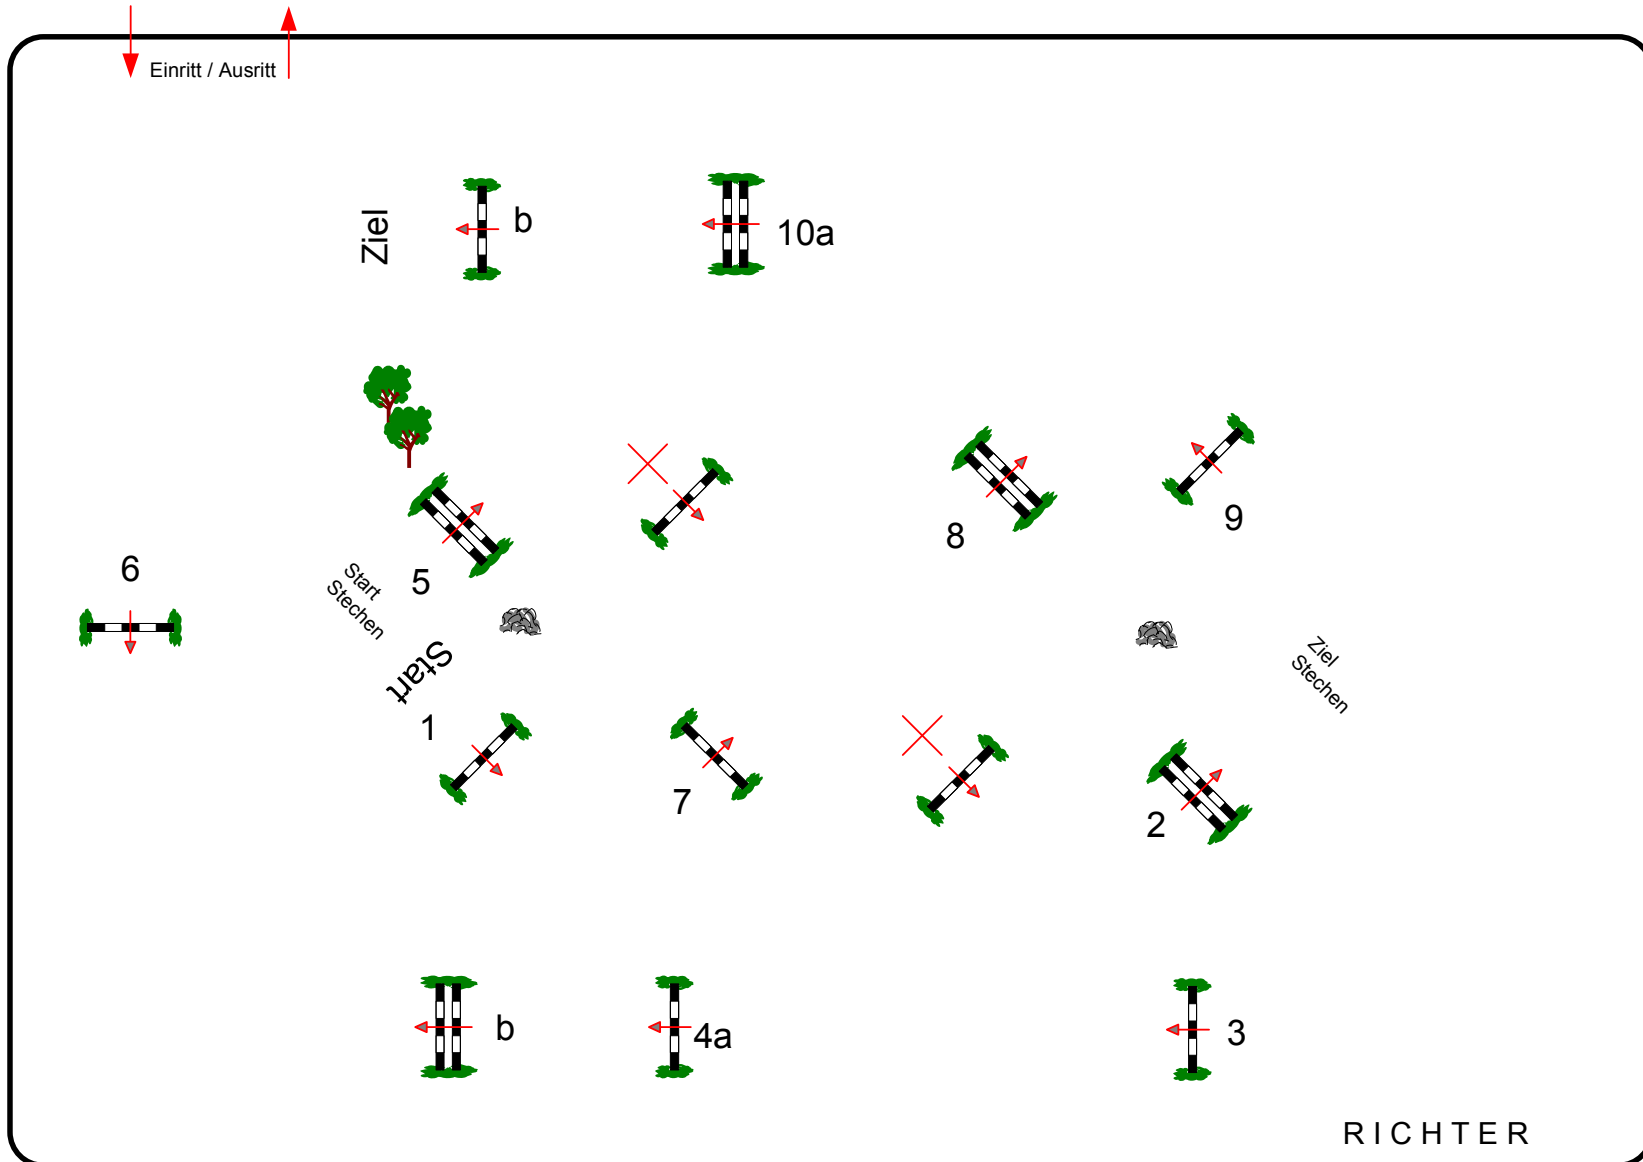 Einritt / Ausritt
Ziel
b
10a
6
5
8
9
Start
Stechen
Start
1
7
2
Ziel
Stechen
b
4a
3
RICHTER